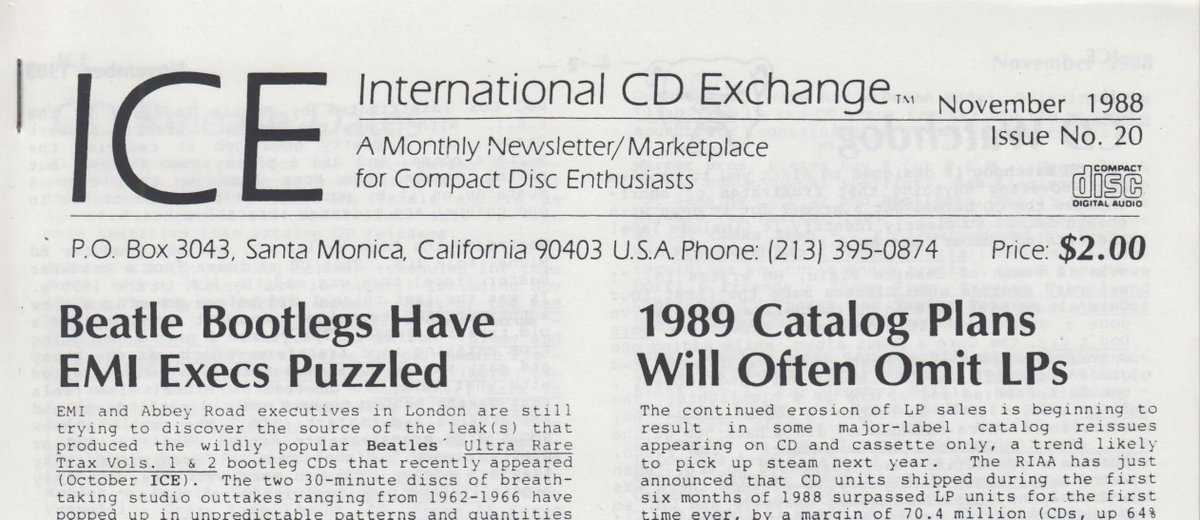 ICE
International CD Exchange™
November 1988
Issue No. 20
A Monthly Newsletter/Marketplace
for Compact Disc Enthusiasts
COMPACT
disc
DIGITAL AUDIO
P.O. Box 3043, Santa Monica, California 90403 U.S.A. Phone: (213) 395-0874
Price: $2.00
Beatle Bootlegs Have
EMI Execs Puzzled
EMI and Abbey Road executives in London are still
trying to discover the source of the leak(s) that
produced the wildly popular Beatles' Ultra Rare
Trax Vols. 1 & 2 bootleg CDs that recently appeared
(October ICE). The two 30-minute discs of breath-
taking studio outtakes ranging from 1962-1966 have
popped up in unpredictable patterns and quantities
1989 Catalog Plans
Will Often Omit LPs
The continued erosion of LP sales is beginning to
result in some major-label catalog reissues
appearing on CD and cassette only, a trend likely
to pick up steam next year. The RIAA has just
announced that CD units shipped during the first
six months of 1988 surpassed LP units for the first
time ever, by a margin of 70.4 million (CDs, up 64%